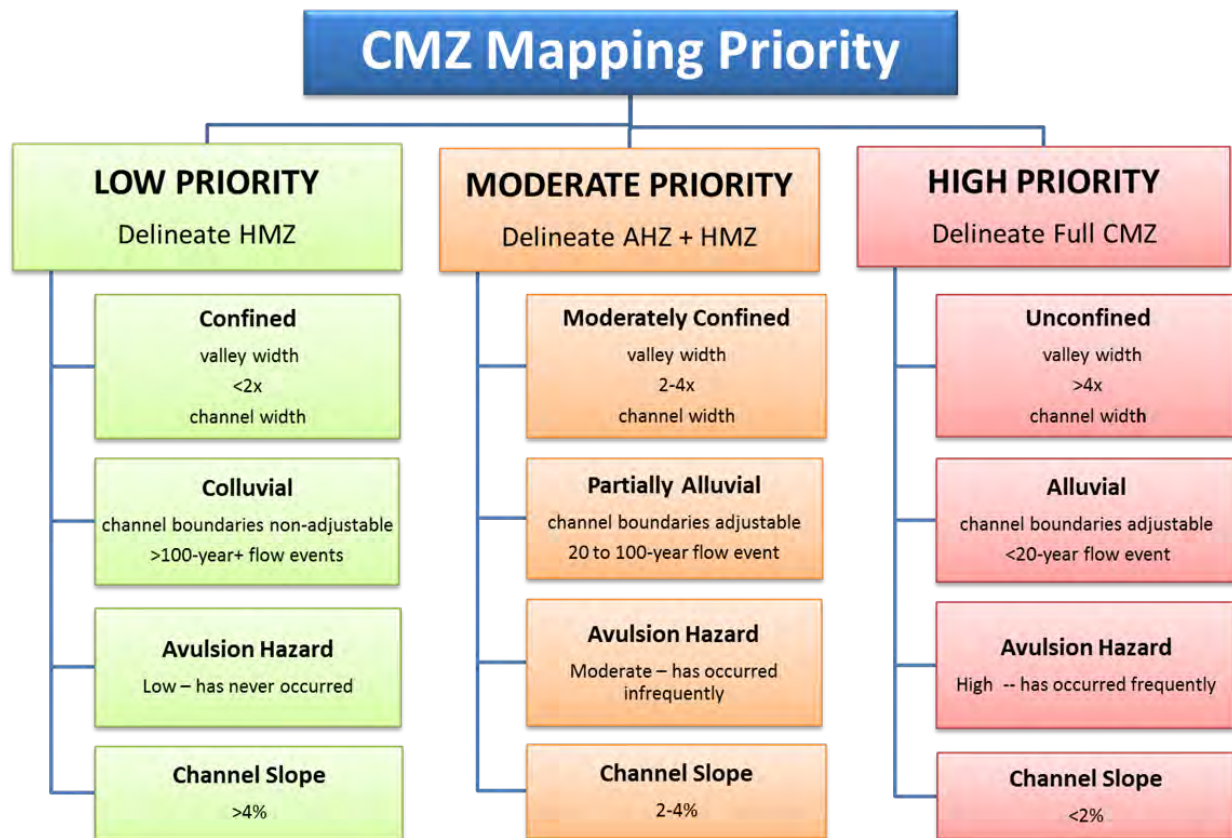 CMZ Mapping Priority
LOW PRIORITY
Delineate HMZ
Confined
valley width
<2x
channel width
Colluvial
channel boundaries non-adjustable
>100-year+ flow events
Avulsion Hazard
Low – has never occurred
Channel Slope
>4%
MODERATE PRIORITY
Delineate AHZ + HMZ
Moderately Confined
valley width
2-4x
channel width
Partially Alluvial
channel boundaries adjustable
20 to 100-year flow event
Avulsion Hazard
Moderate – has occurred
infrequently
Channel Slope
2-4%
HIGH PRIORITY
Delineate Full CMZ
Unconfined
valley width
>4x
channel width
Alluvial
channel boundaries adjustable
<20-year flow event
Avulsion Hazard
High -- has occurred frequently
Channel Slope
<2%